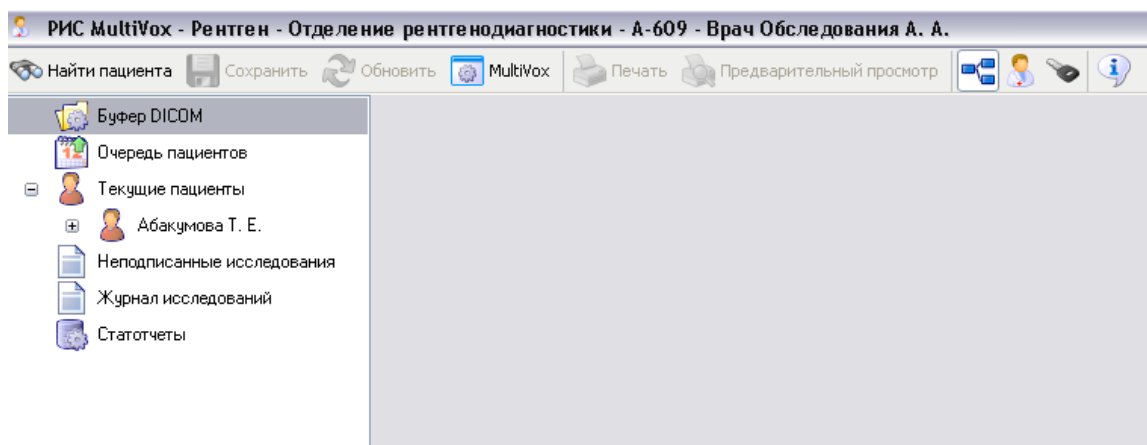 РИС MultiVox - Рентген - Отделение рентгенодиагностики - А-609 - Врач Обследования А. А.
Найти пациента Сохранить Обновить MultiVox Печать Предварительный просмотр
Буфер DICOM
Очередь пациентов
Текущие пациенты
Абакумова Т. Е.
Неподписанные исследования
Журнал исследований
Статотчеты